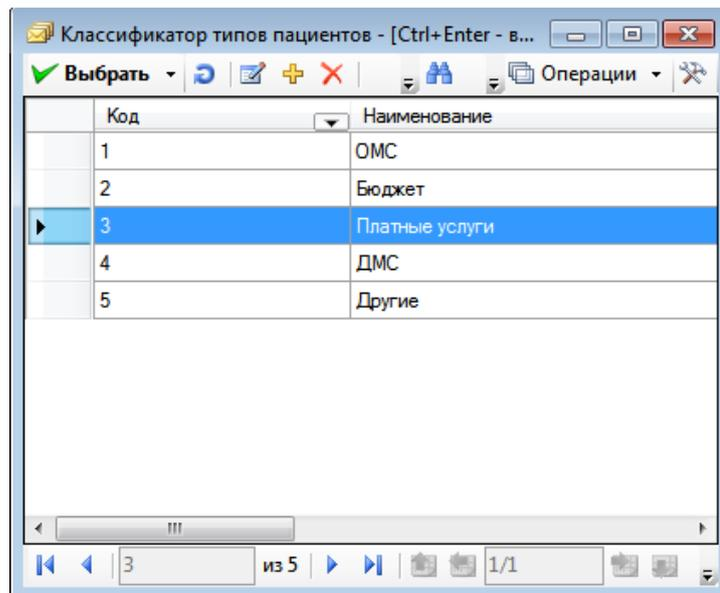 Классификатор типов пациентов - [Ctrl+Enter - в...
Выбрать Операции
Код Наименование
1 ОМС
2 Бюджет
3 Платные услуги
4 ДМС
5 Другие
3 из 5 1/1